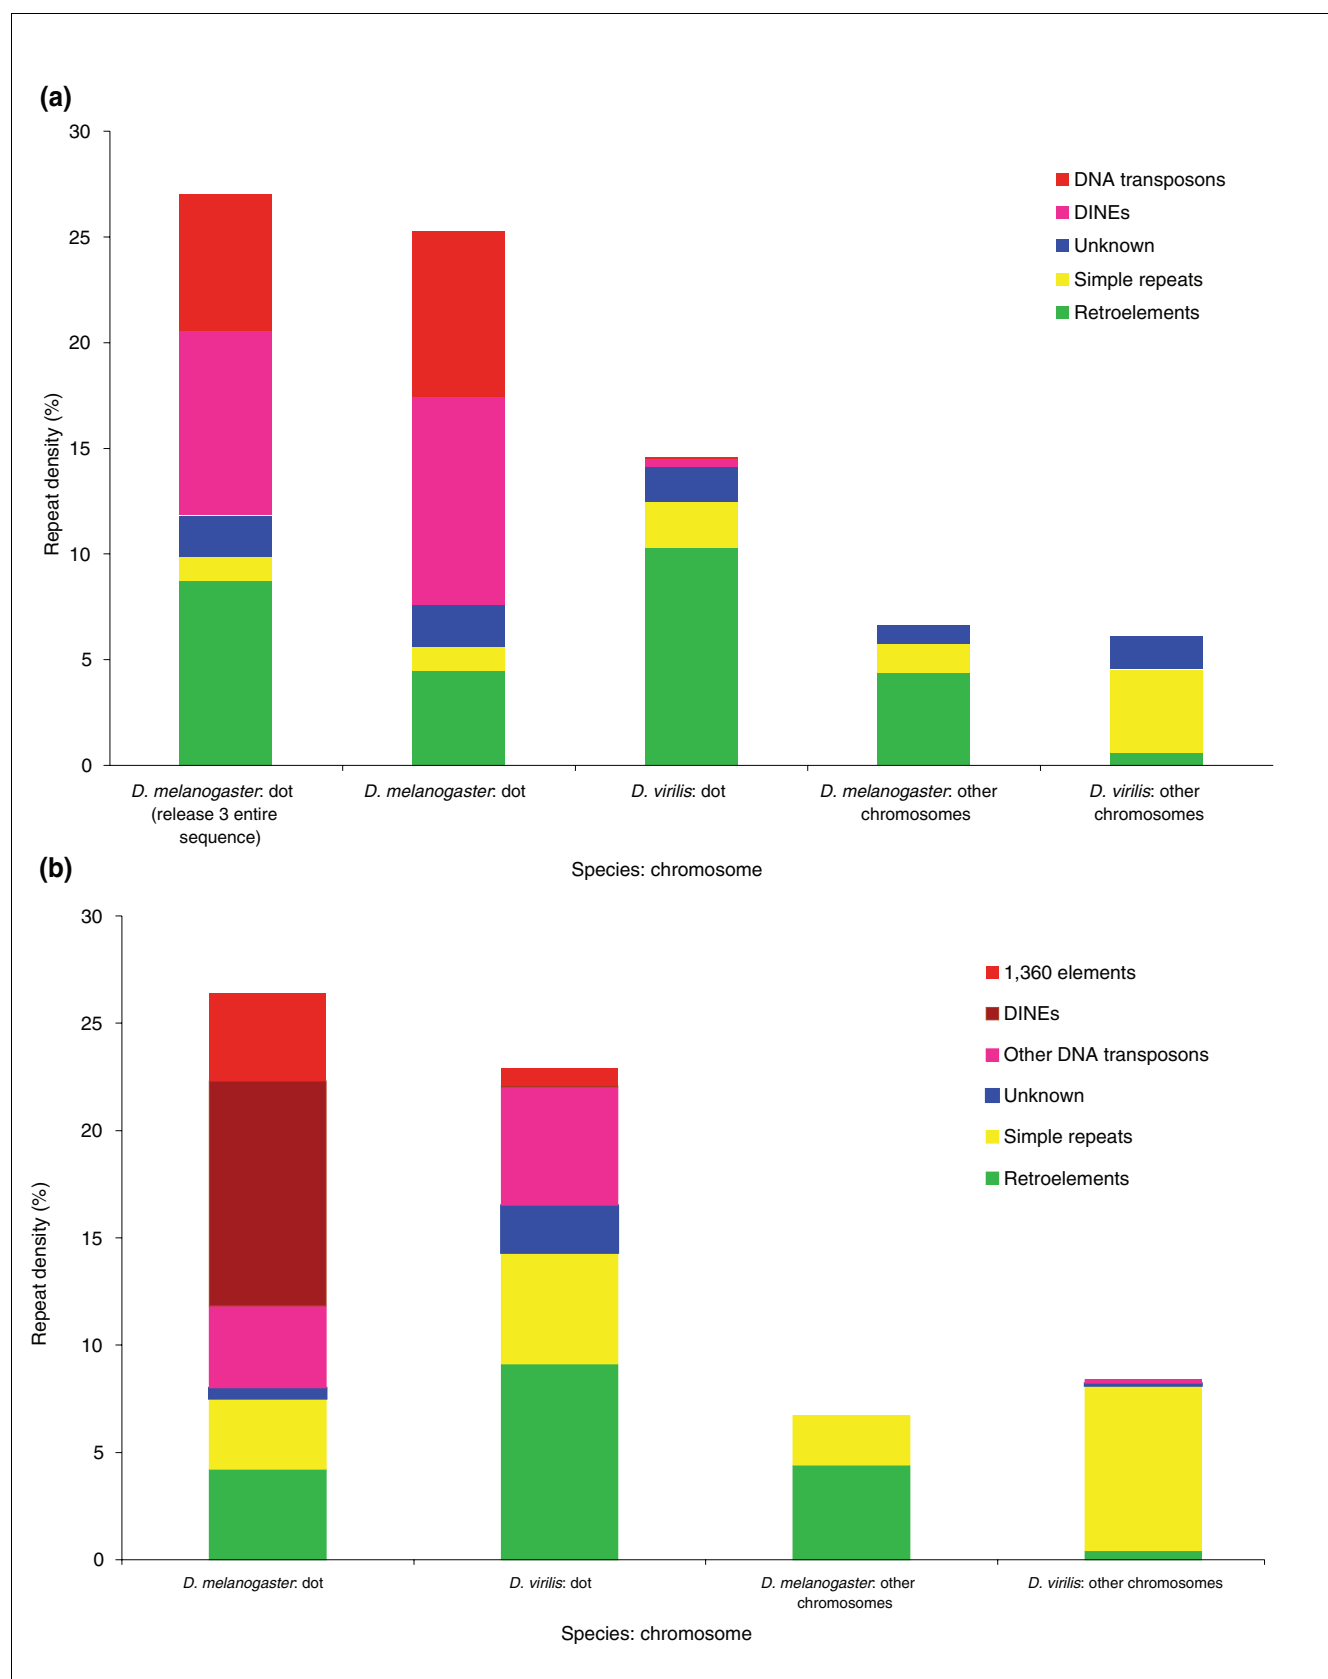 (a)
30
25
20
15
10
5
0
Repeat density (%)
DNA transposons
DINEs
Unknown
Simple repeats
Retroelements
D. melanogaster: dot
(release 3 entire
sequence)
D. melanogaster: dot
D. virilis: dot
D. melanogaster: other
chromosomes
D. virilis: other
chromosomes
Species: chromosome
(b)
30
25
20
15
10
5
0
Repeat density (%)
1,360 elements
DINEs
Other DNA transposons
Unknown
Simple repeats
Retroelements
D. melanogaster: dot
D. virilis: dot
D. melanogaster: other
chromosomes
D. virilis: other chromosomes
Species: chromosome